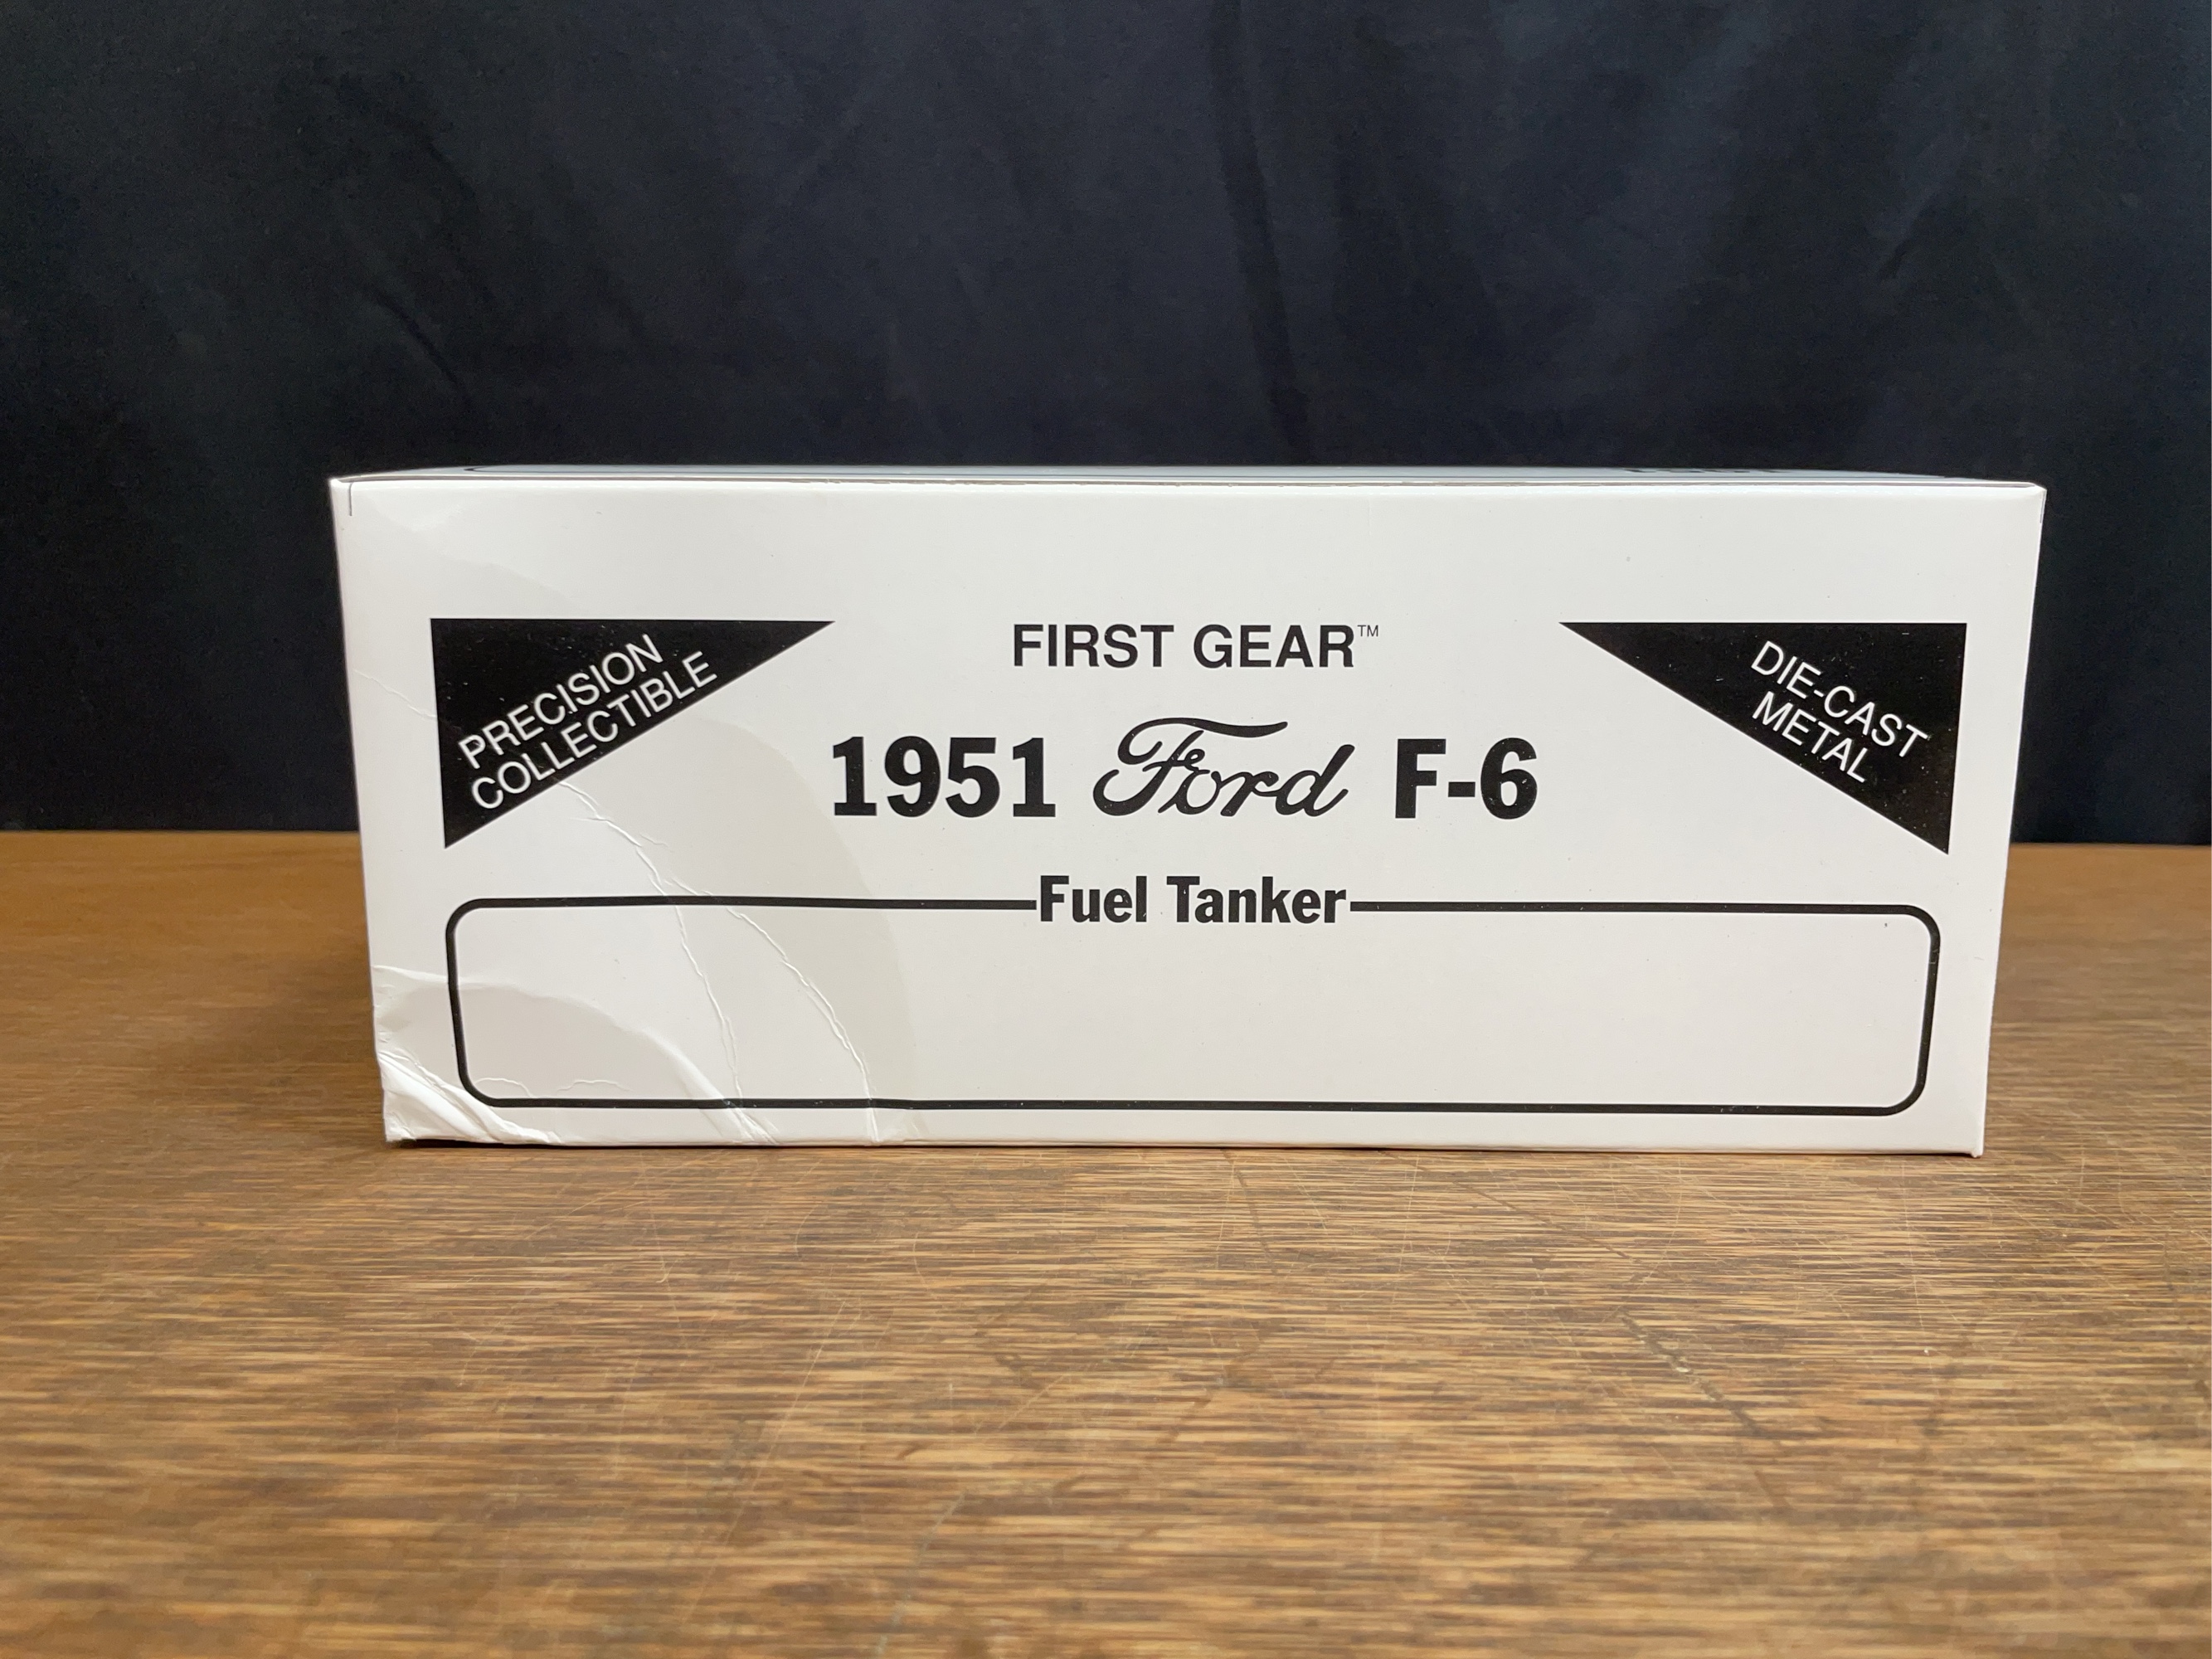 PRECISION
COLLECTIBLE
FIRST GEAR™
DIE-CAST
METAL
1951 Ford F-6
Fuel Tanker